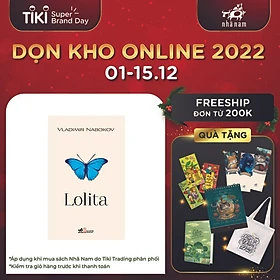 TIKI Super Brand Day
nhã nam
DỌN KHO ONLINE 2022
01-15.12
FREESHIP
ĐƠN TỪ 200K
QUÀ TẶNG
VLADIMIR NABOKOV
Lolita
*Áp dụng khi mua sách Nhã Nam do Tiki Trading phân phối
*Kiểm tra giỏ hàng trước khi thanh toán